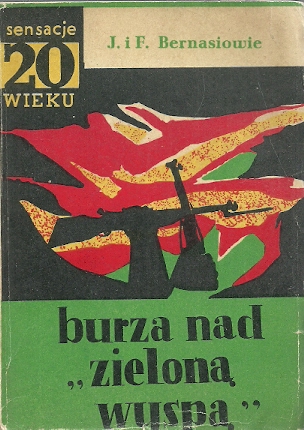 sensacje
20
WIEKU
J. i F. Bernasiowie
burza nad
„zieloną
wyspą”